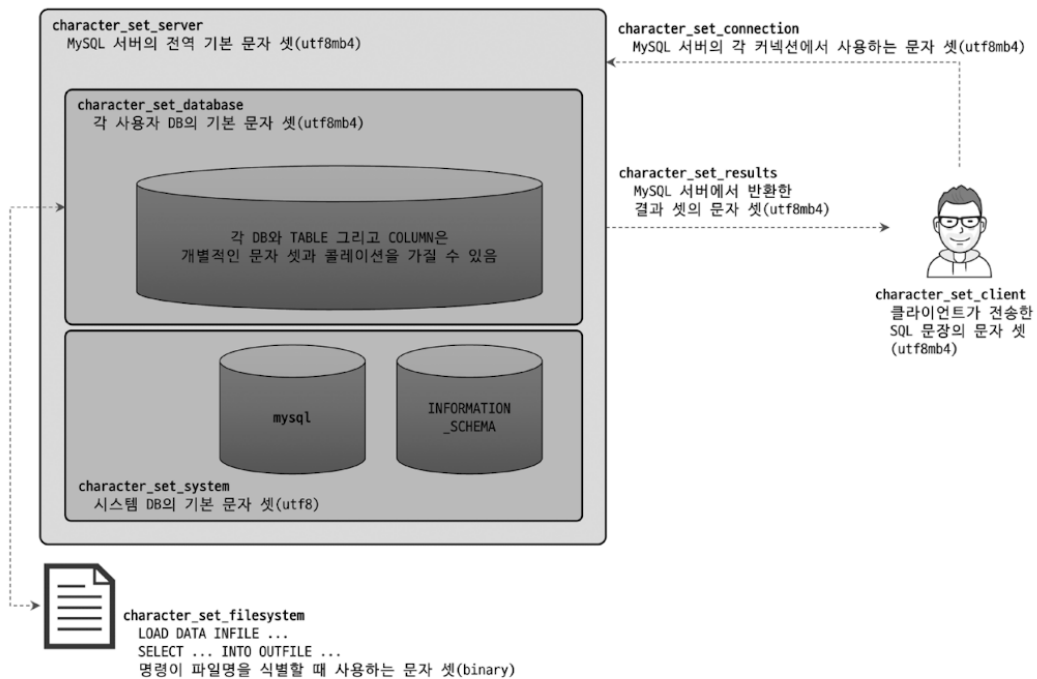 character_set_server
MySQL 서버의 전역 기본 문자 셋(utf8mb4)
character_set_database
각 사용자 DB의 기본 문자 셋(utf8mb4)
각 DB와 TABLE 그리고 COLUMN은
개별적인 문자 셋과 콜레이션을 가질 수 있음
mysql
INFORMATION
_SCHEMA
character_set_system
시스템 DB의 기본 문자 셋(utf8)
character_set_connection
MySQL 서버의 각 커넥션에서 사용하는 문자 셋(utf8mb4)
character_set_results
MySQL 서버에서 반환한
결과 셋의 문자 셋(utf8mb4)
character_set_client
클라이언트가 전송한
SQL 문장의 문자 셋
(utf8mb4)
character_set_filesystem
LOAD DATA INFILE ...
SELECT ... INTO OUTFILE ...
명령이 파일명을 식별할 때 사용하는 문자 셋(binary)